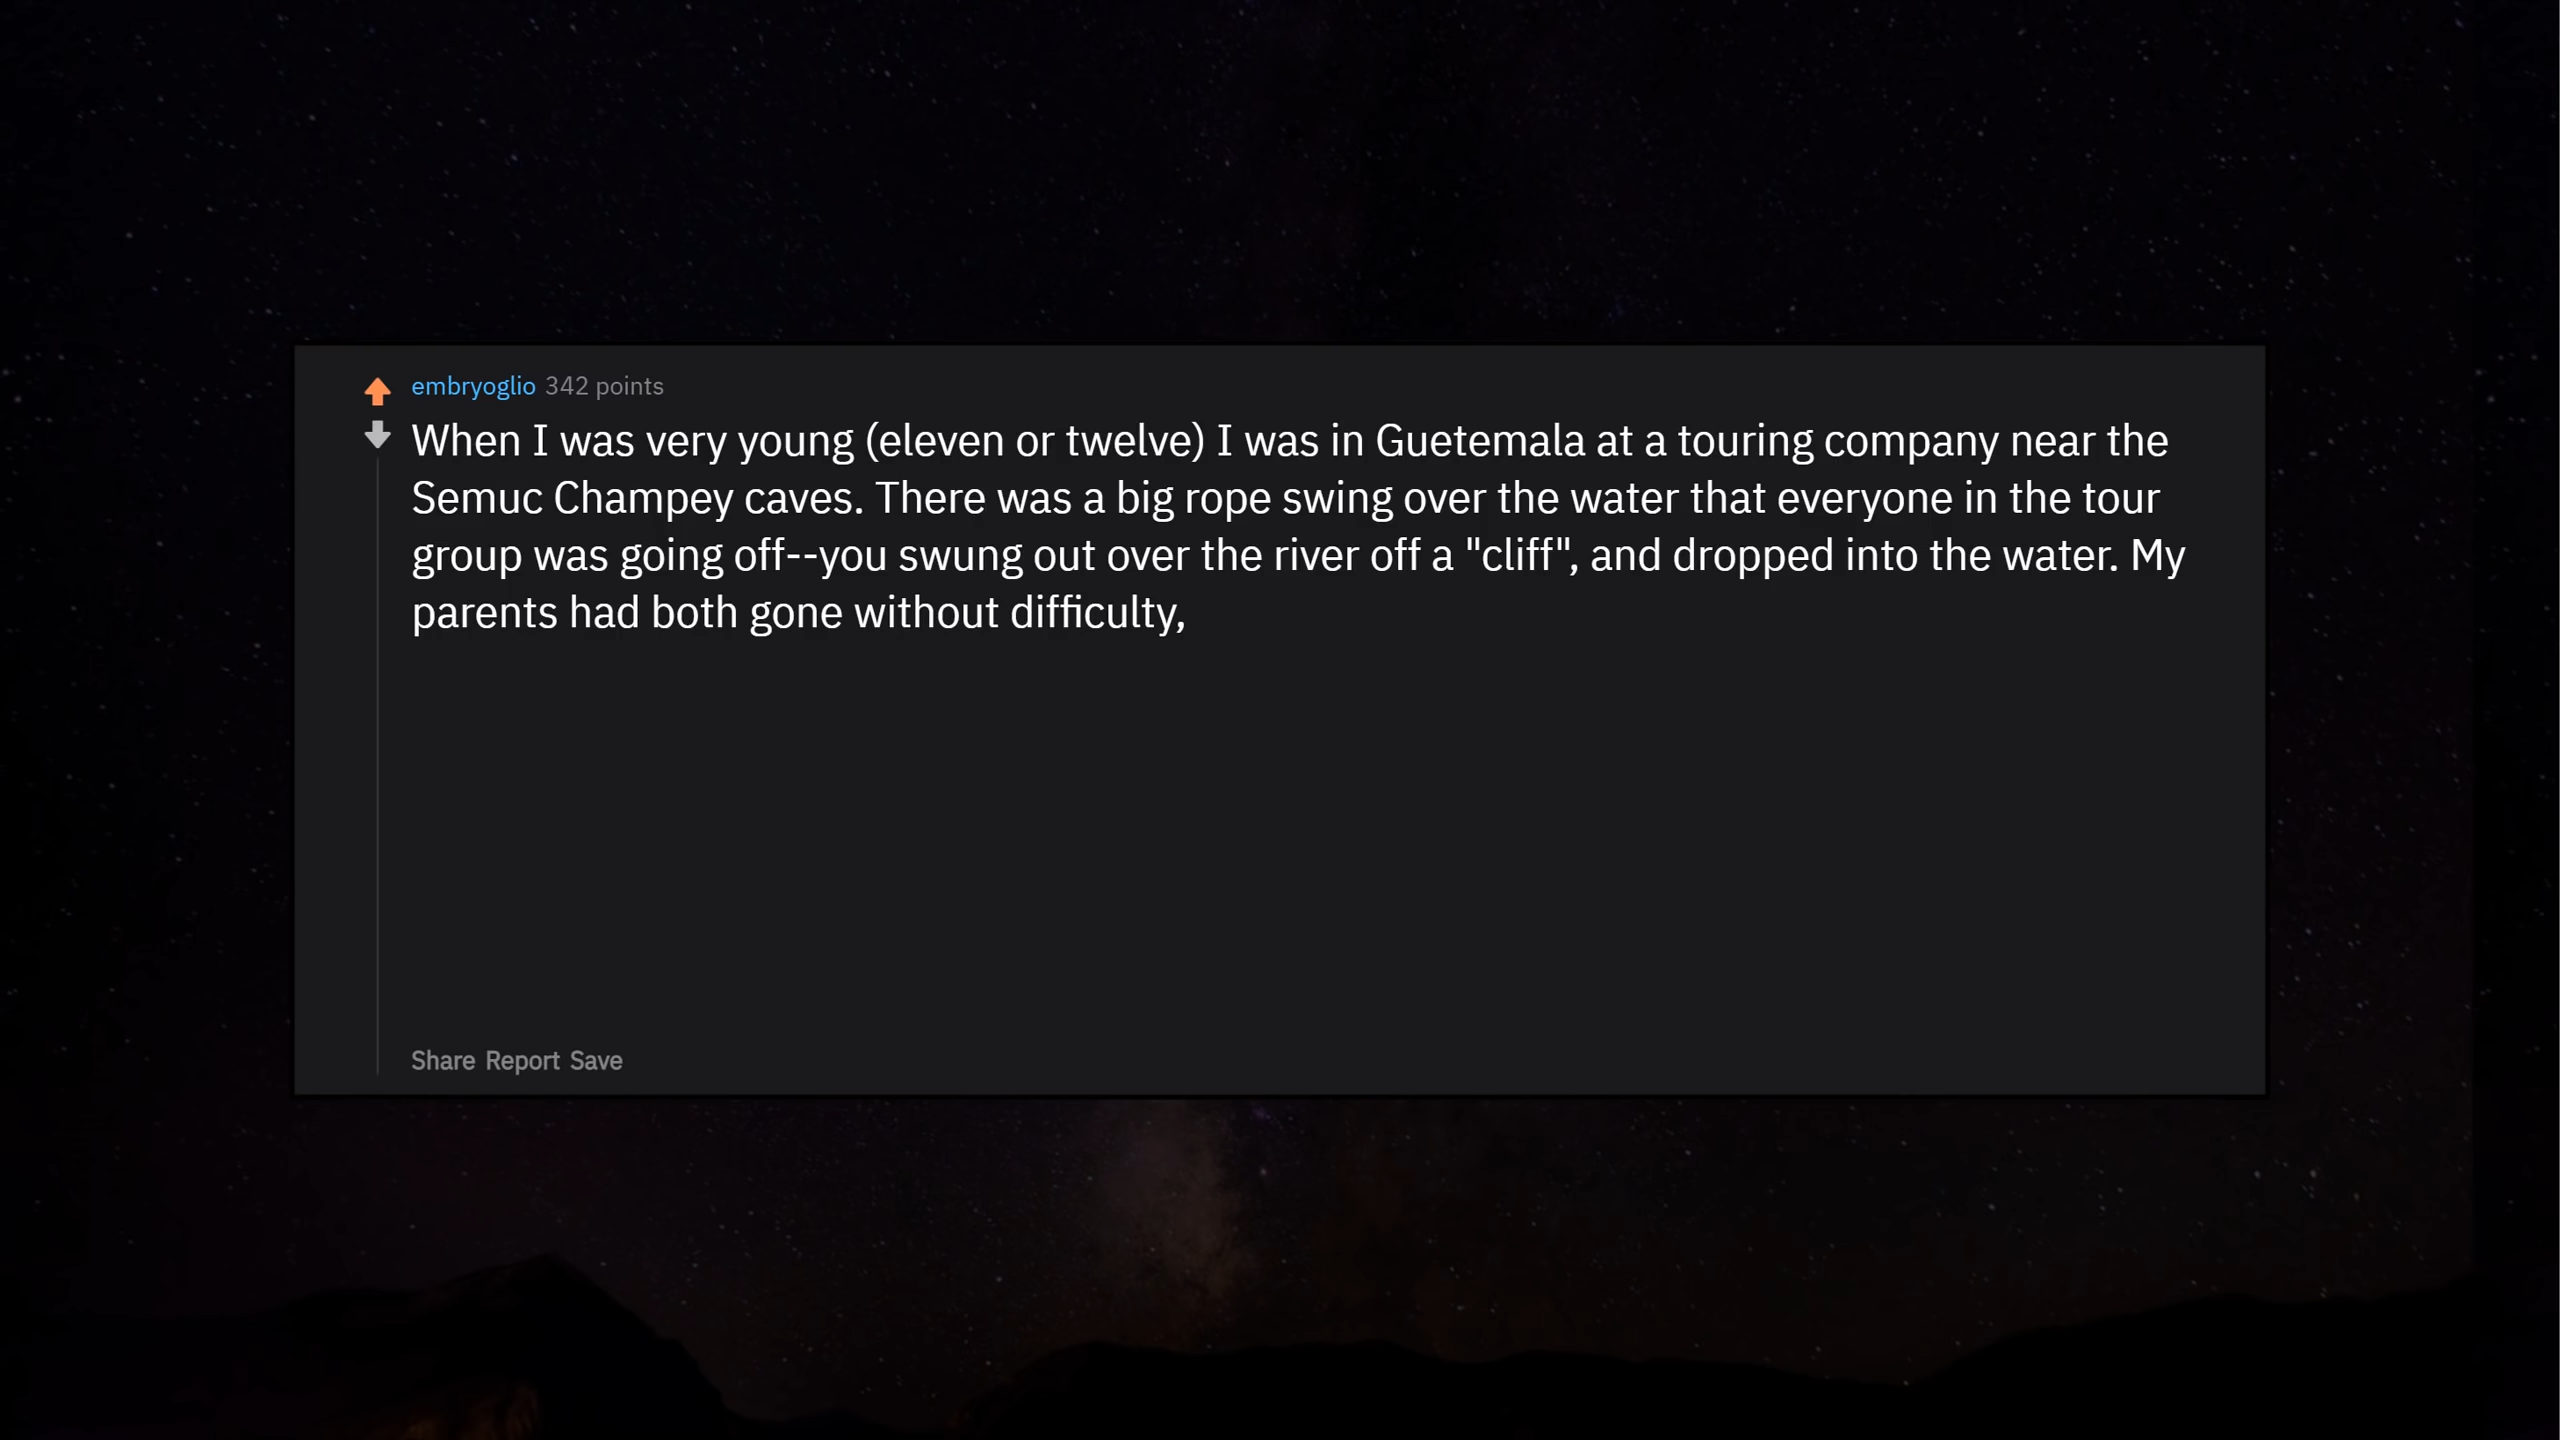 embryoglio 342 points
When I was very young (eleven or twelve) I was in Guetemala at a touring company near the
Semuc Champey caves. There was a big rope swing over the water that everyone in the tour
group was going off--you swung out over the river off a "cliff", and dropped into the water. My
parents had both gone without difficulty,
Share Report Save